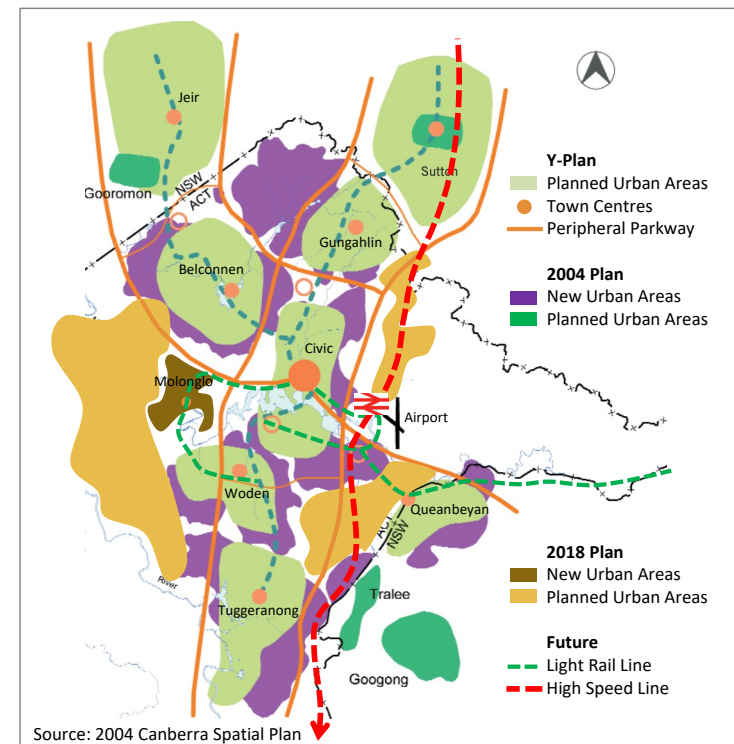 Jeir
Gooromon
NSW
ACT
Sutton
Gungahlin
Belconnen
Civic
Molonglo
Airport
Woden
Queanbeyan
ACT
NSW
River
Tuggeranong
Tralee
Googong
Y-Plan
Planned Urban Areas
Town Centres
Peripheral Parkway
2004 Plan
New Urban Areas
Planned Urban Areas
2018 Plan
New Urban Areas
Planned Urban Areas
Future
Light Rail Line
High Speed Line
Source: 2004 Canberra Spatial Plan